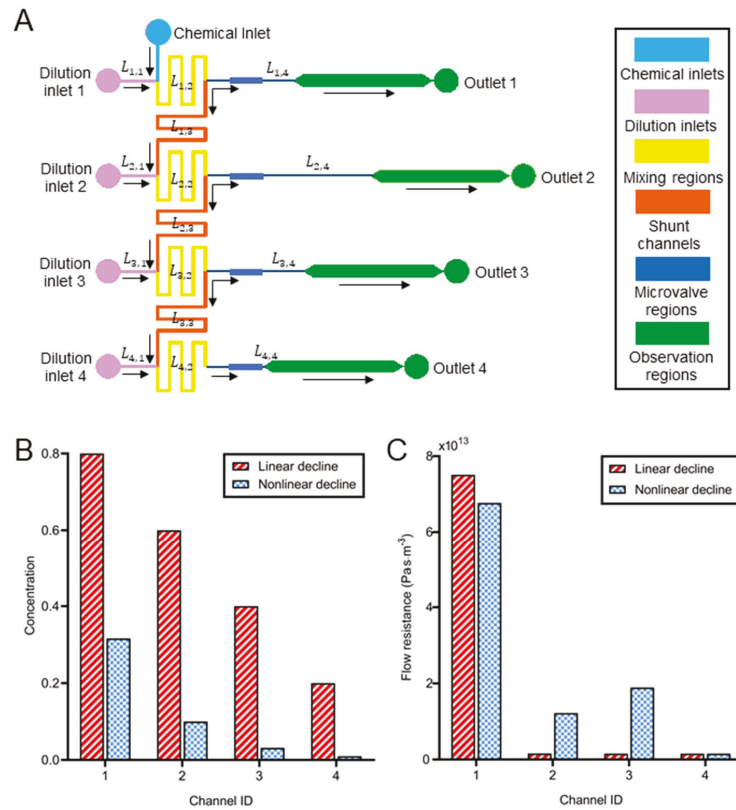 A
Chemical Inlet
Dilution inlet 1
L1,1
L1,2
L1,3
L1,4
Outlet 1
Dilution inlet 2
L2,1
L2,2
L2,3
L2,4
Outlet 2
Dilution inlet 3
L3,1
L3,2
L3,3
L3,4
Outlet 3
Dilution inlet 4
L4,1
L4,2
L4,4
Outlet 4
Chemical inlets
Dilution inlets
Mixing regions
Shunt channels
Microvalve regions
Observation regions
B
Linear decline
Nonlinear decline
Concentration
0.8
0.6
0.4
0.2
0.0
1 2 3 4
Channel ID
C
x10¹³
Linear decline
Nonlinear decline
Flow resistance (Pa·s·m⁻³)
8
6
4
2
0
1 2 3 4
Channel ID